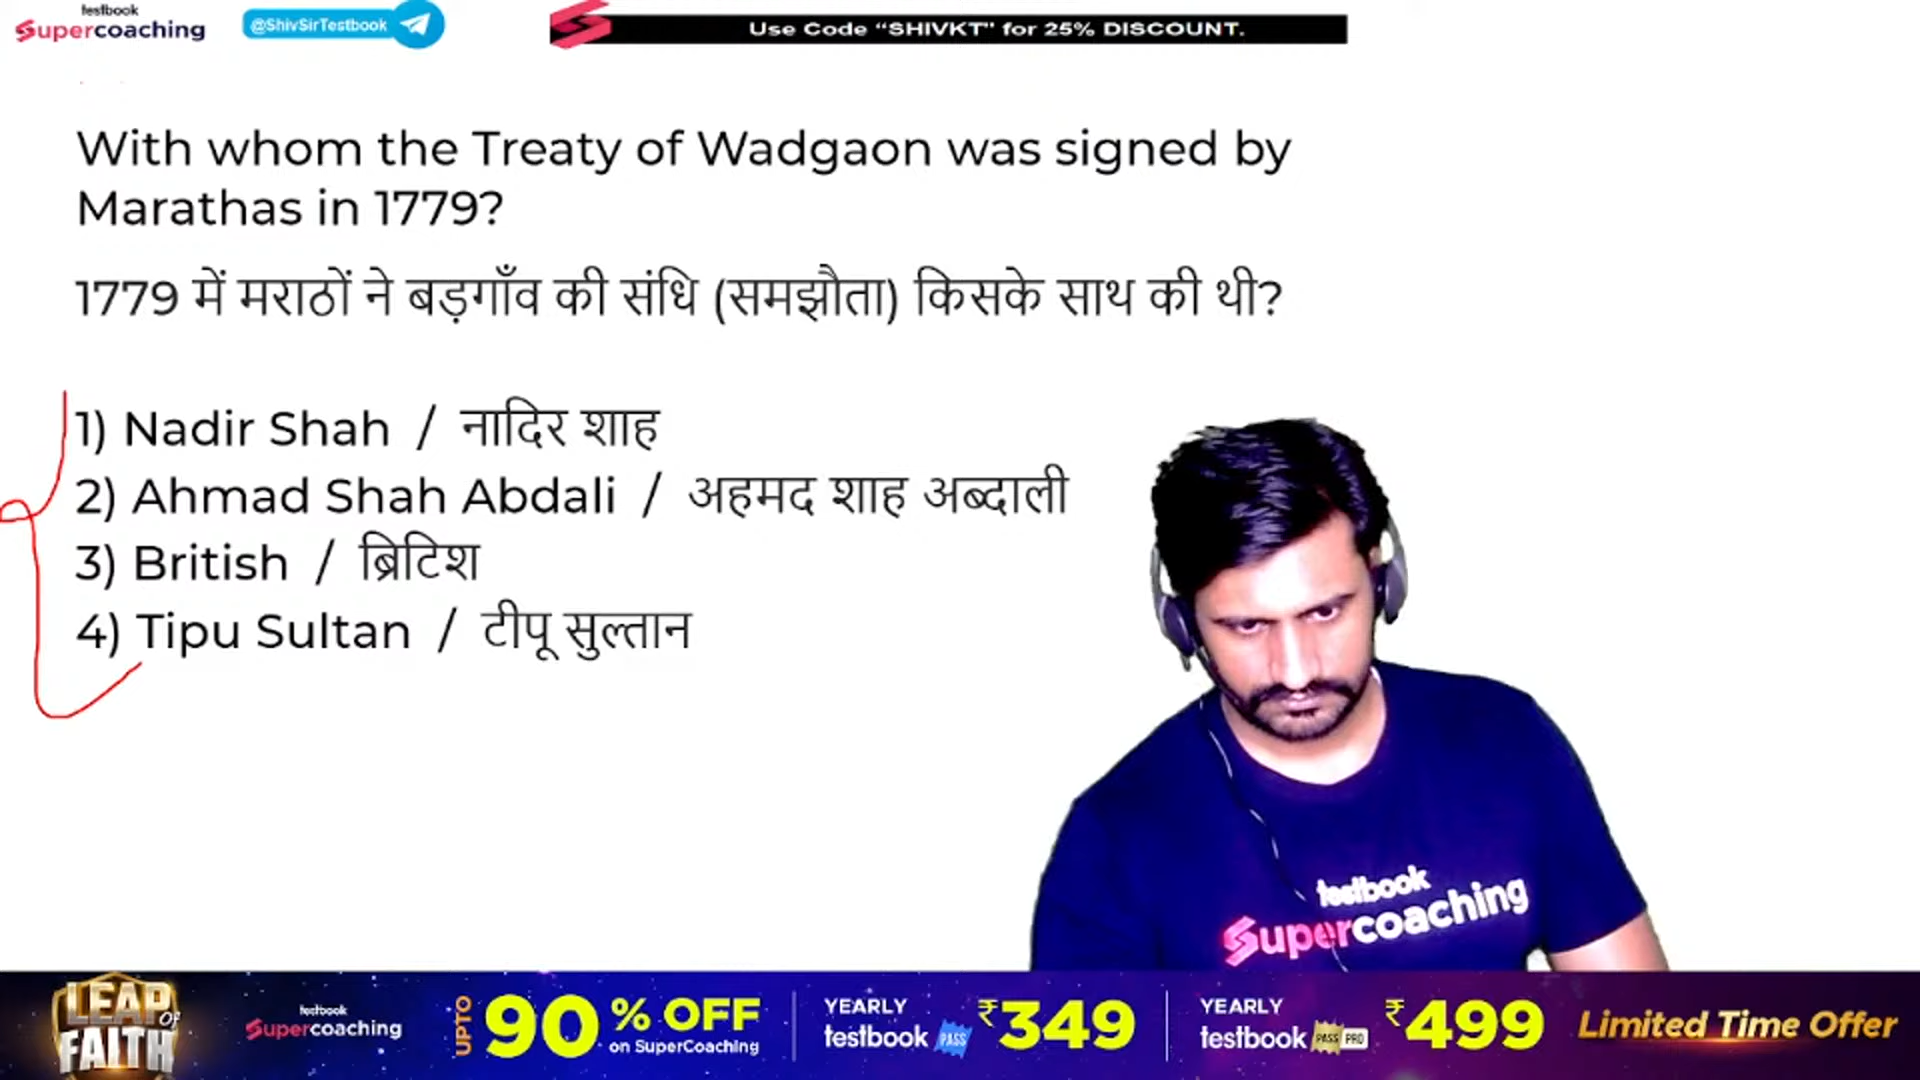 testbook
Supercoaching
@ShivSirTestbook
Use Code “SHIVKT” for 25% DISCOUNT.
With whom the Treaty of Wadgaon was signed by
Marathas in 1779?
1779 में मराठों ने बड़गाँव की संधि (समझौता) किसके साथ की थी?
1) Nadir Shah / नादिर शाह
2) Ahmad Shah Abdali / अहमद शाह अब्दाली
3) British / ब्रिटिश
4) Tipu Sultan / टीपू सुल्तान
testbook
Supercoaching
LEAP OF FAITH
testbook
Supercoaching
UPTO 90% OFF
on SuperCoaching
YEARLY
testbook PASS
₹349
YEARLY
testbook PASS PRO
₹499
Limited Time Offer